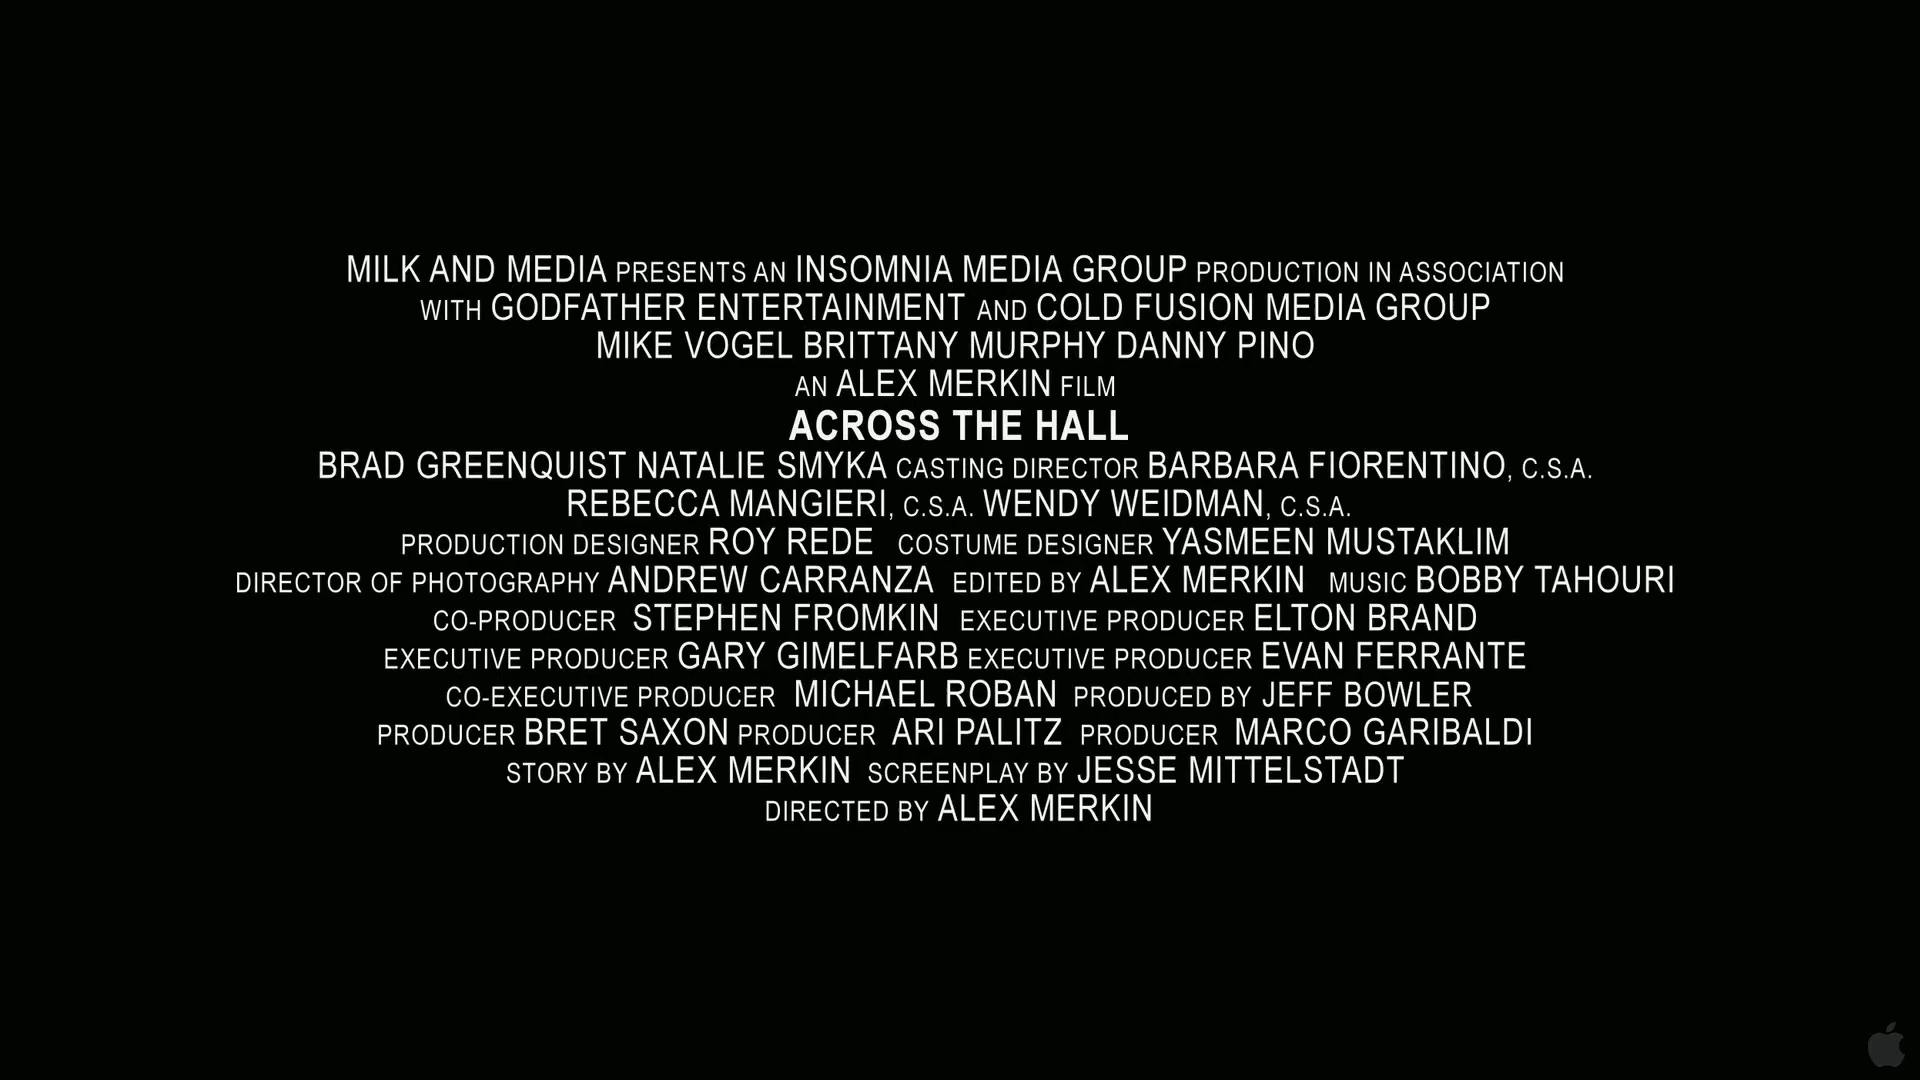 MILK AND MEDIA PRESENTS AN INSOMNIA MEDIA GROUP PRODUCTION IN ASSOCIATION
WITH GODFATHER ENTERTAINMENT AND COLD FUSION MEDIA GROUP
MIKE VOGEL BRITTANY MURPHY DANNY PINO
AN ALEX MERKIN FILM
ACROSS THE HALL
BRAD GREENQUIST NATALIE SMYKA CASTING DIRECTOR BARBARA FIORENTINO, C.S.A.
REBECCA MANGIERI, C.S.A. WENDY WEIDMAN, C.S.A.
PRODUCTION DESIGNER ROY REDE COSTUME DESIGNER YASMEEN MUSTAKLIM
DIRECTOR OF PHOTOGRAPHY ANDREW CARRANZA EDITED BY ALEX MERKIN MUSIC BOBBY TAHOURI
CO-PRODUCER STEPHEN FROMKIN EXECUTIVE PRODUCER ELTON BRAND
EXECUTIVE PRODUCER GARY GIMELFARB EXECUTIVE PRODUCER EVAN FERRANTE
CO-EXECUTIVE PRODUCER MICHAEL ROBAN PRODUCED BY JEFF BOWLER
PRODUCER BRET SAXON PRODUCER ARI PALITZ PRODUCER MARCO GARIBALDI
STORY BY ALEX MERKIN SCREENPLAY BY JESSE MITTELSTADT
DIRECTED BY ALEX MERKIN